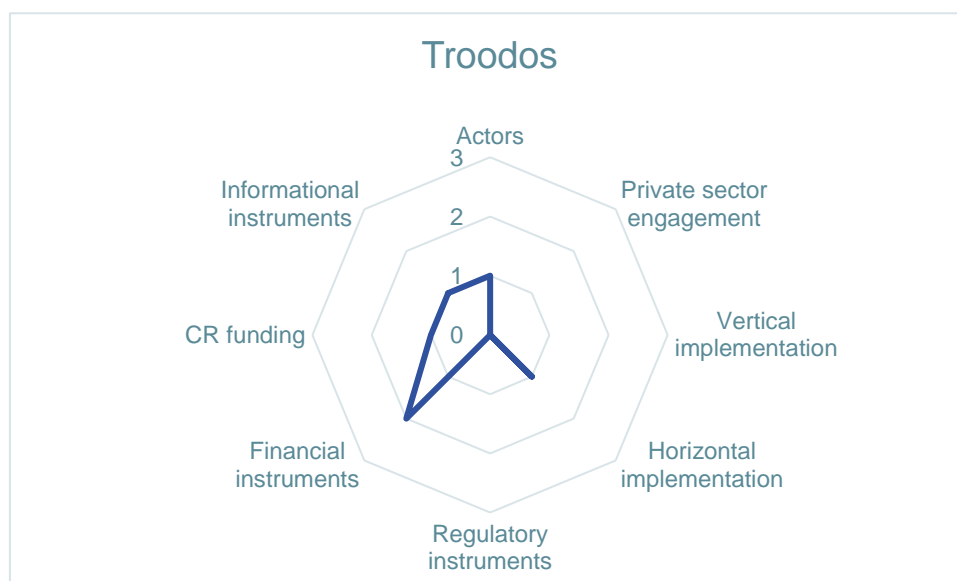 Troodos
Actors
3
Informational
instruments
Private sector
engagement
2
1
CR funding
0
Vertical
implementation
Financial
instruments
Horizontal
implementation
Regulatory
instruments